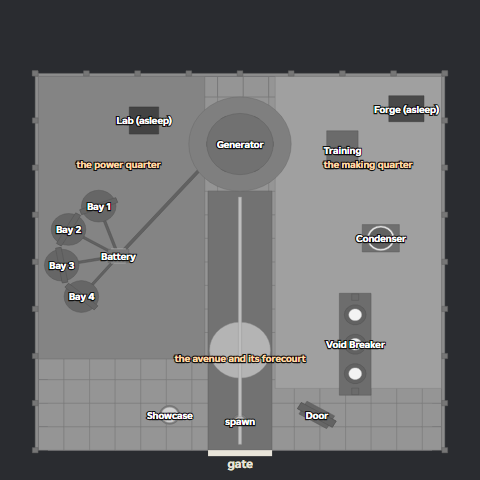 Forge (asleep)
Lab (asleep)
Generator
Training
the power quarter
the making quarter
Bay 1
Bay 2
Condenser
Battery
Bay 3
Bay 4
Void Breaker
the avenue and its forecourt
Showcase
spawn
Door
gate